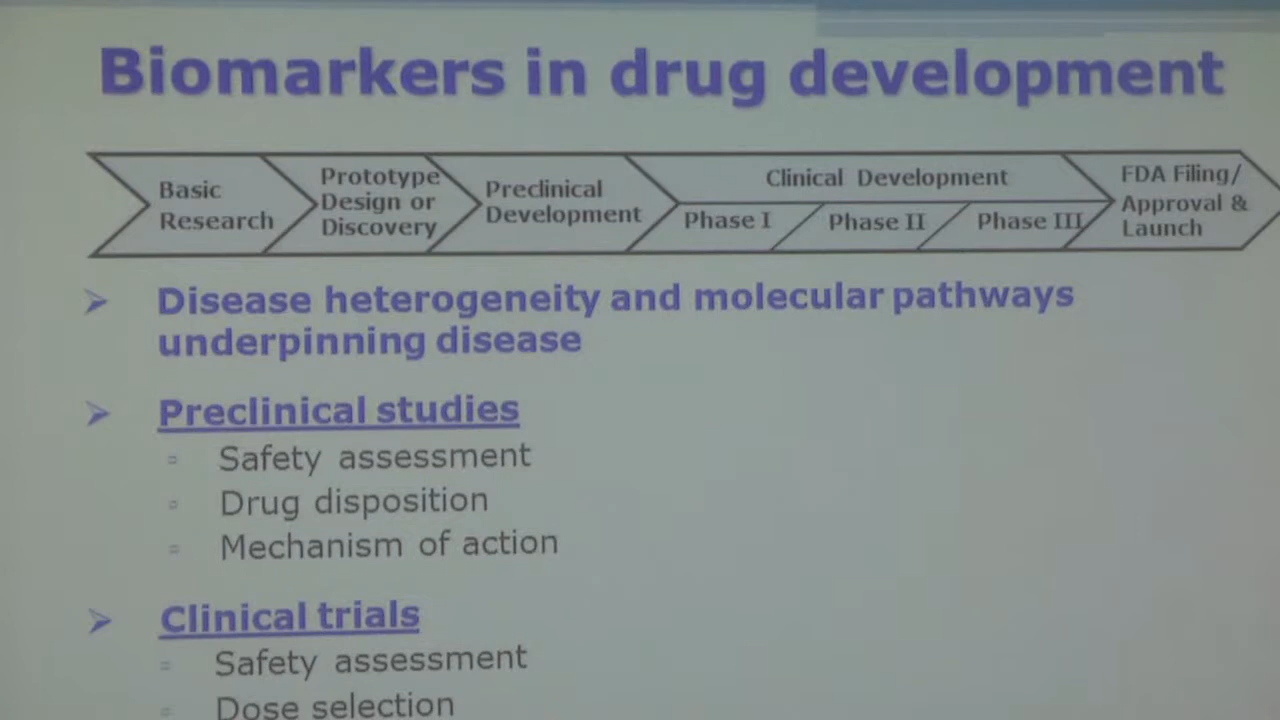 Biomarkers in drug development
Basic
Research
Prototype
Design or
Discovery
Preclinical
Development
Clinical Development
Phase I
Phase II
Phase III
FDA Filing/
Approval &
Launch
Disease heterogeneity and molecular pathways
underpinning disease
Preclinical studies
Safety assessment
Drug disposition
Mechanism of action
Clinical trials
Safety assessment
Dose selection